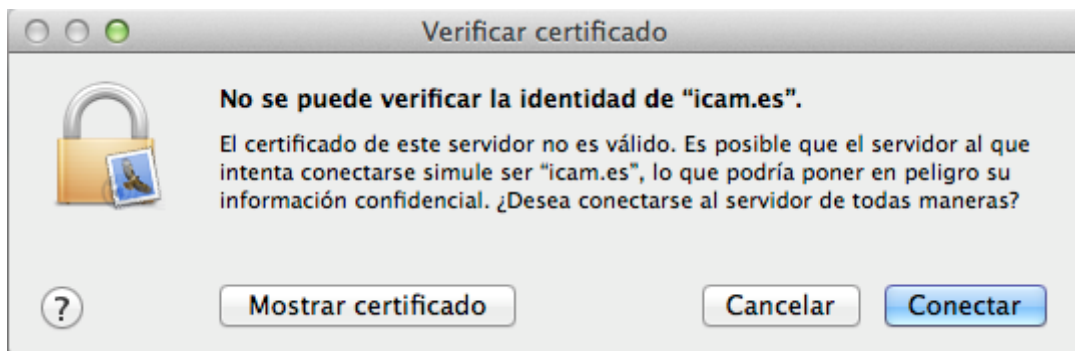 Verificar certificado
No se puede verificar la identidad de “icam.es”.
El certificado de este servidor no es válido. Es posible que el servidor al que
intenta conectarse simule ser “icam.es”, lo que podría poner en peligro su
información confidencial. ¿Desea conectarse al servidor de todas maneras?
?
Mostrar certificado
Cancelar
Conectar